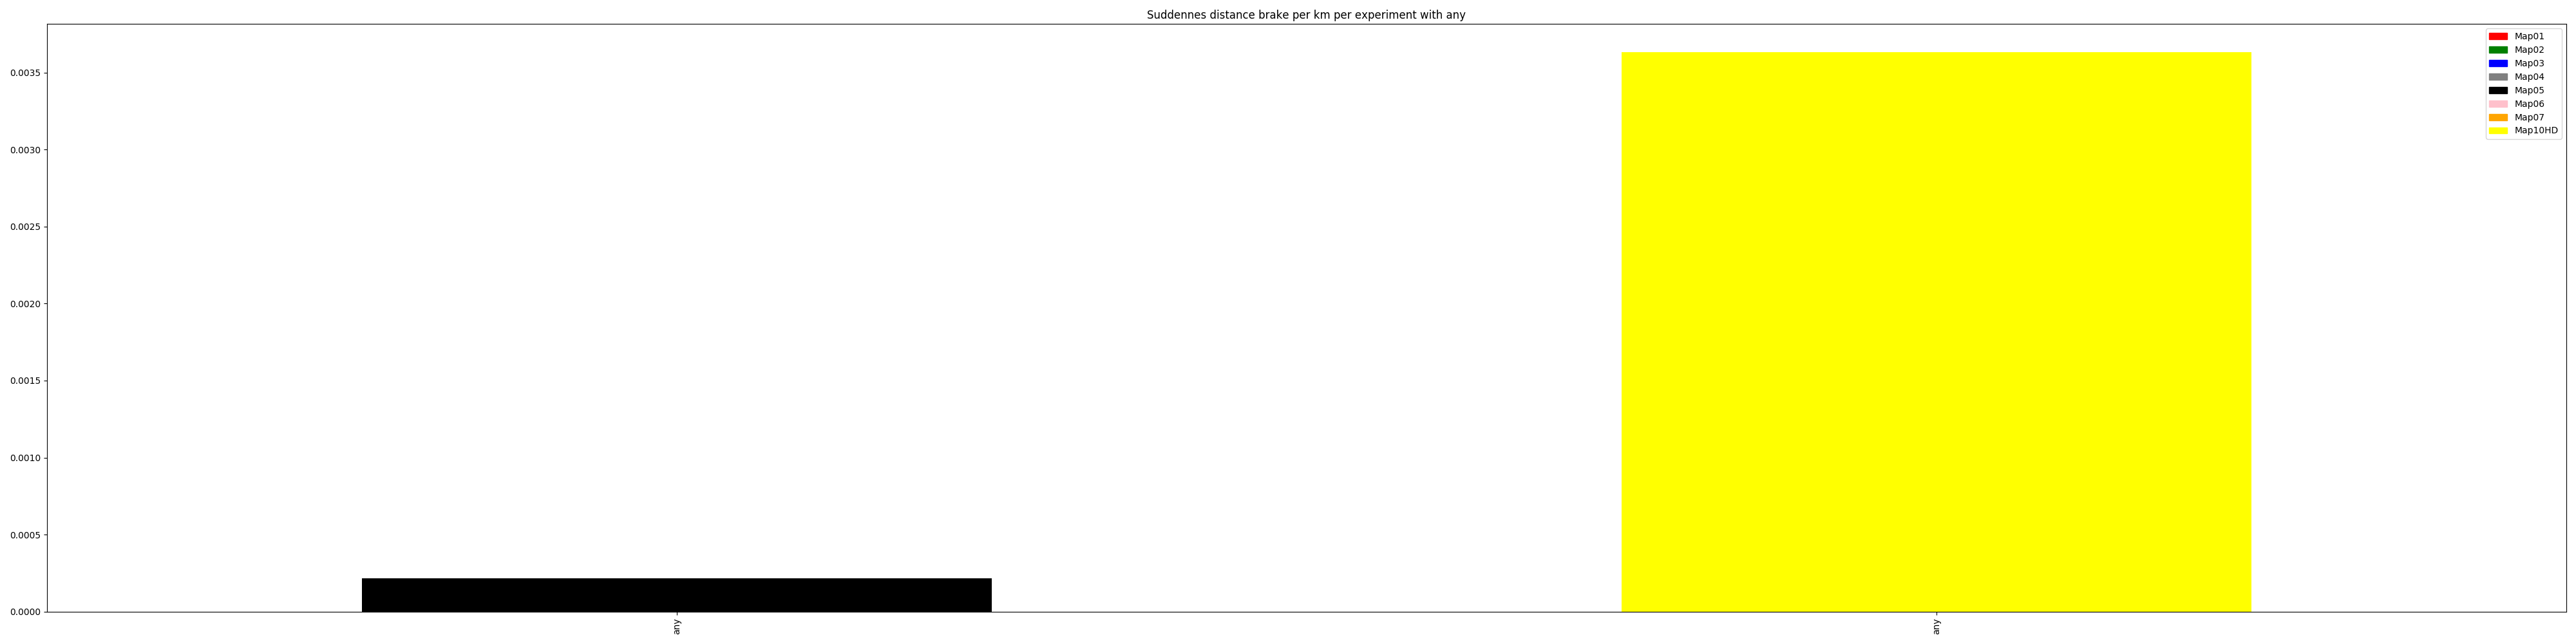 Suddennes distance brake per km per experiment with any
0.0035
0.0030
0.0025
0.0020
0.0015
0.0010
0.0005
0.0000
Map01
Map02
Map03
Map04
Map05
Map06
Map07
Map10HD
any
any